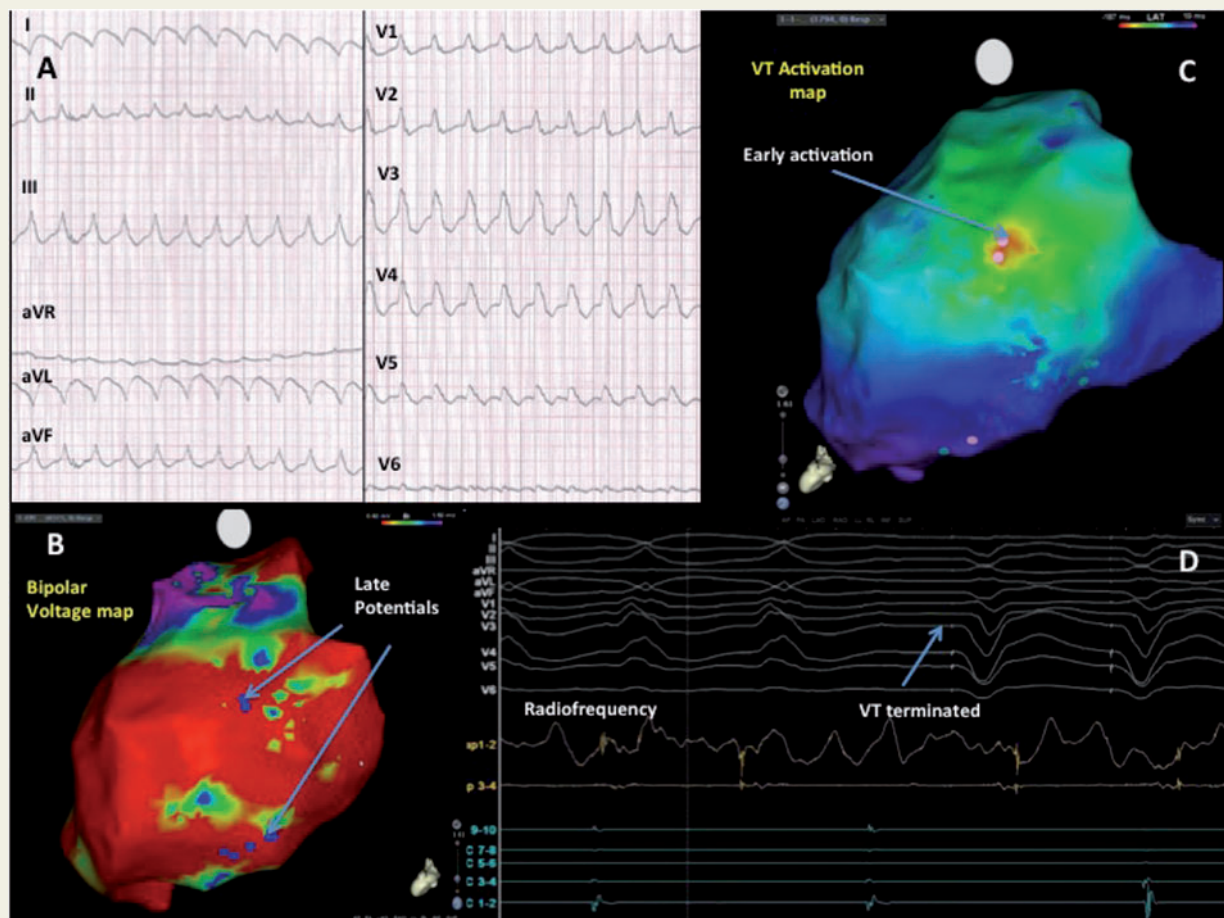 A
I
II
III
aVR
aVL
aVF
V1
V2
V3
V4
V5
V6
C
LAT
VT Activation
map
Early activation
B
Bipolar
Voltage map
Late
Potentials
D
I
II
III
aVR
aVL
aVF
V1
V2
V3
V4
V5
V6
Radiofrequency
VT terminated
p 3-4
9-10
C 7-8
C 5-6
C 3-4
C 1-2
Sync